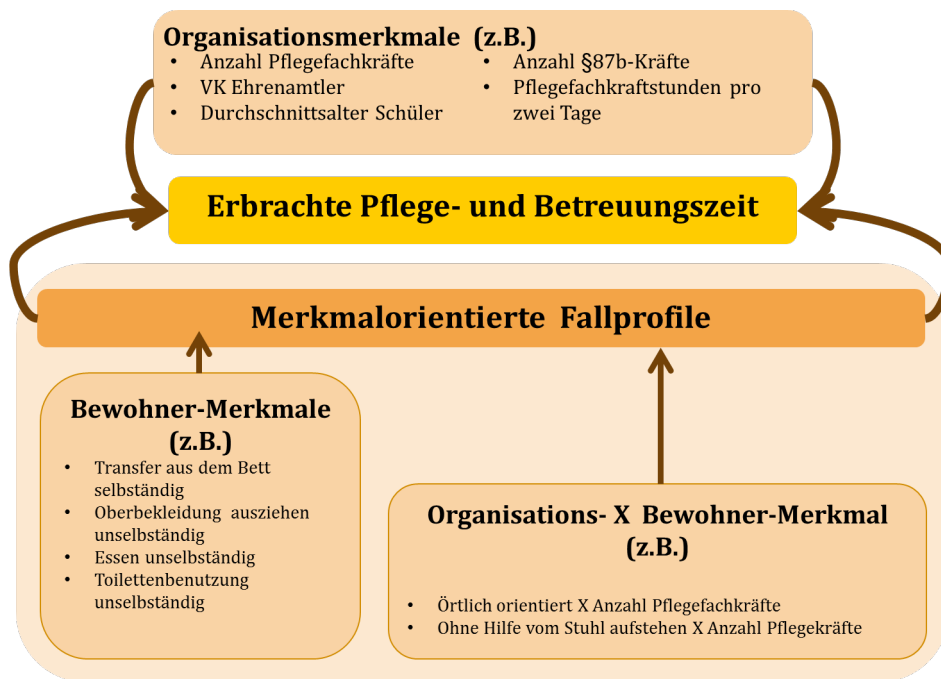 Organisationsmerkmale (z.B.)
• Anzahl Pflegefachkräfte
• VK Ehrenamtler
• Durchschnittsalter Schüler
• Anzahl §87b-Kräfte
• Pflegefachkraftstunden pro
zwei Tage
Erbrachte Pflege- und Betreuungszeit
Merkmalorientierte Fallprofile
Bewohner-Merkmale
(z.B.)
• Transfer aus dem Bett
selbständig
• Oberbekleidung ausziehen
unselbständig
• Essen unselbständig
• Toilettenbenutzung
unselbständig
Organisations- X Bewohner-Merkmal
(z.B.)
• Örtlich orientiert X Anzahl Pflegefachkräfte
• Ohne Hilfe vom Stuhl aufstehen X Anzahl Pflegekräfte